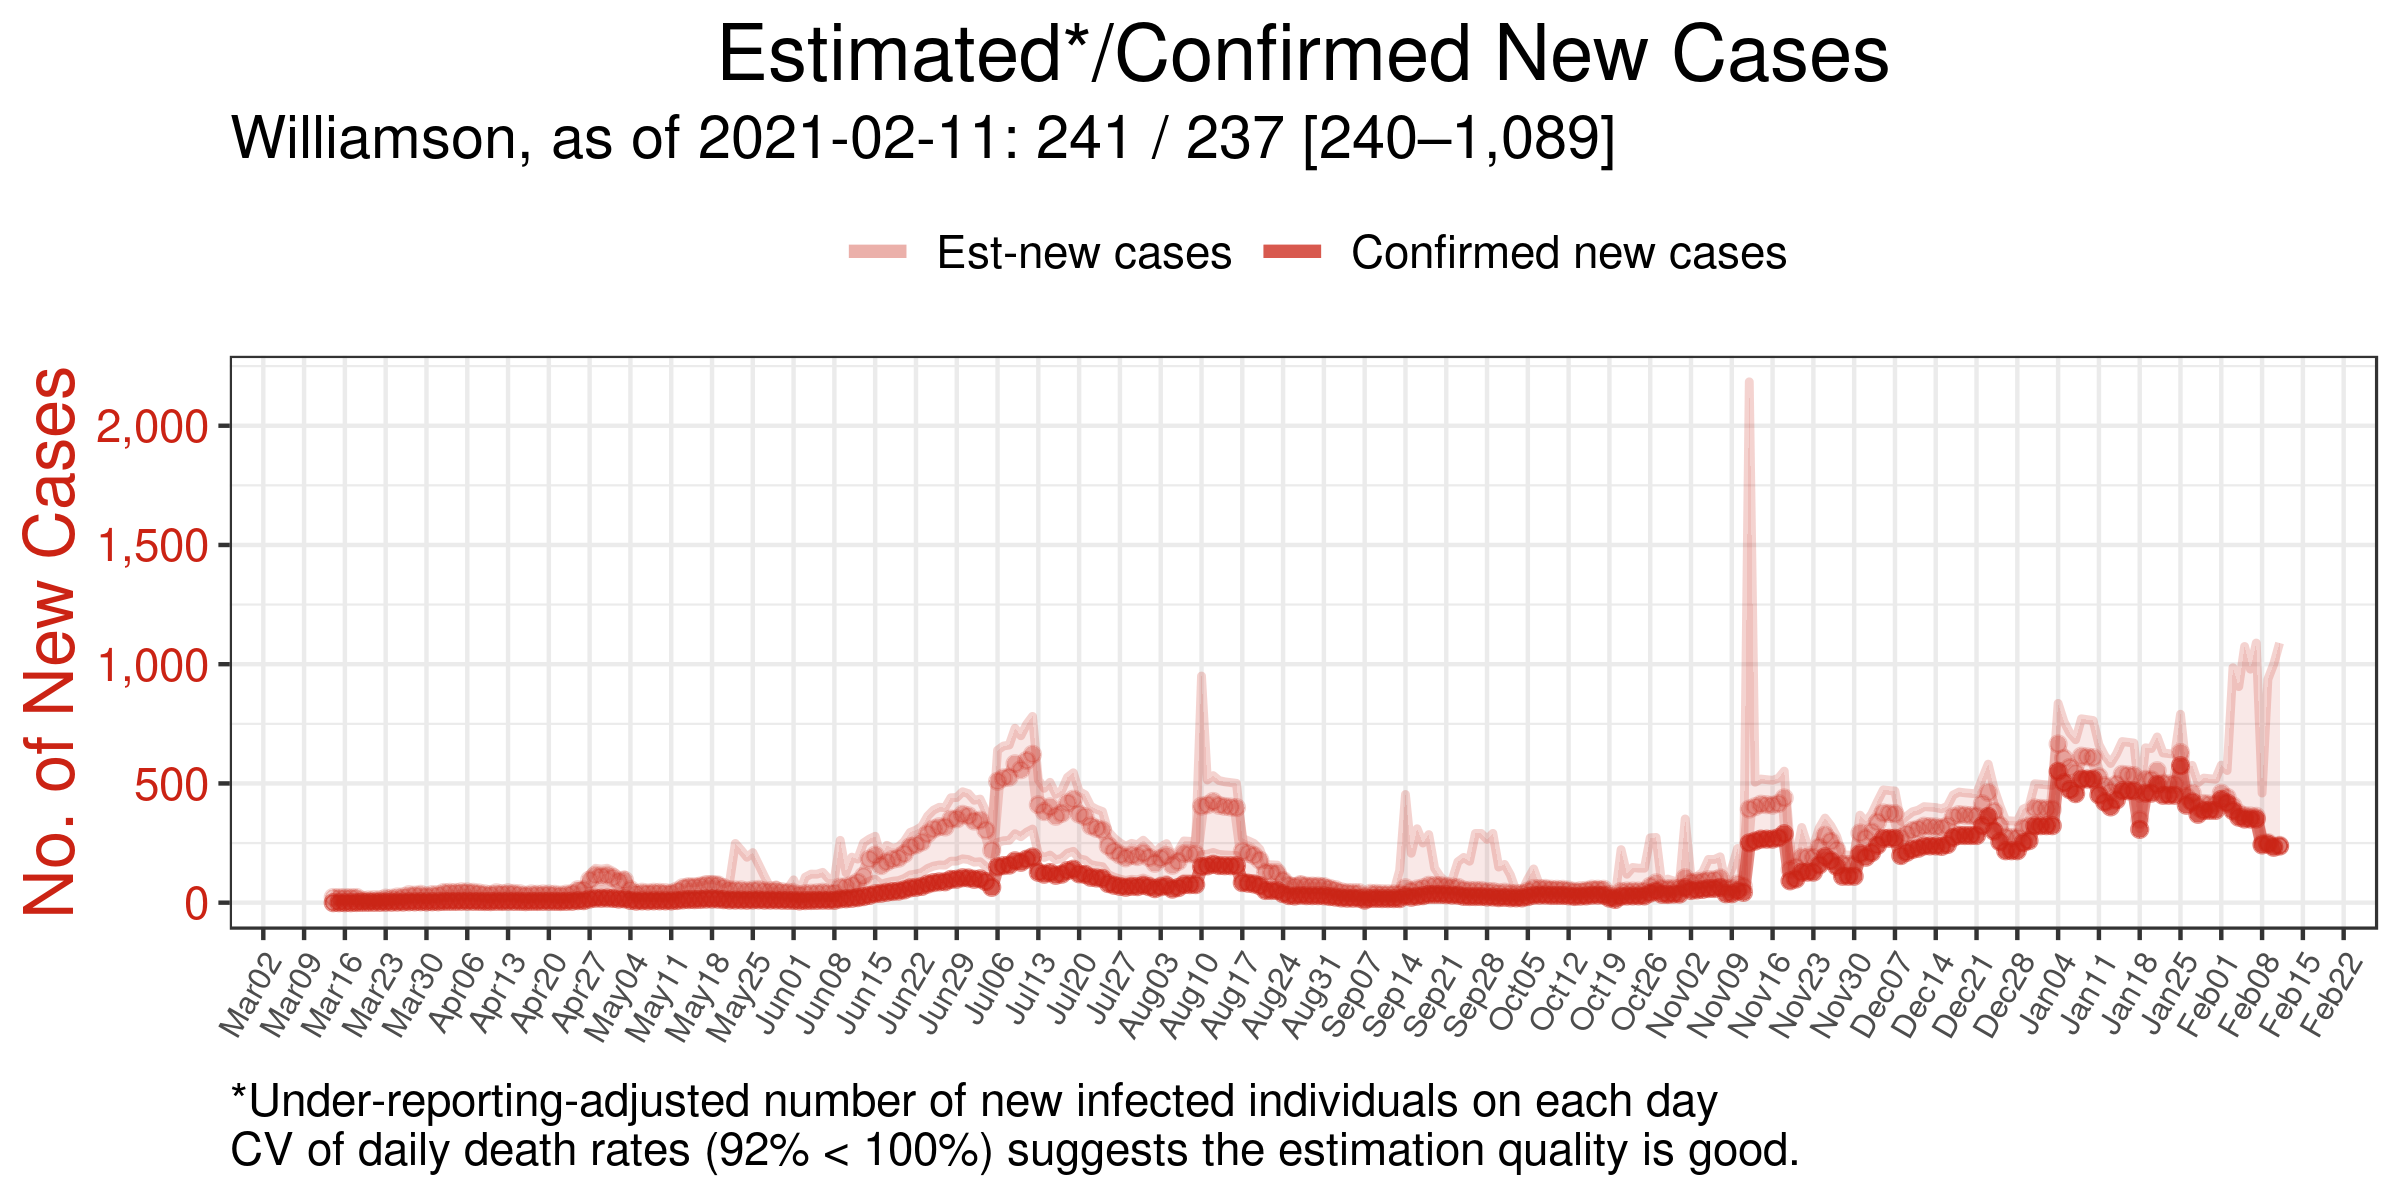 Estimated*/Confirmed New Cases
Williamson, as of 2021-02-11: 241 / 237 [240–1,089]
Est-new cases Confirmed new cases
No. of New Cases
2,000
1,500
1,000
500
0
Mar02 Mar09 Mar16 Mar23 Mar30 Apr06 Apr13 Apr20 Apr27 May04 May11 May18 May25 Jun01 Jun08 Jun15 Jun22 Jun29 Jul06 Jul13 Jul20 Jul27 Aug03 Aug10 Aug17 Aug24 Aug31 Sep07 Sep14 Sep21 Sep28 Oct05 Oct12 Oct19 Oct26 Nov02 Nov09 Nov16 Nov23 Nov30 Dec07 Dec14 Dec21 Dec28 Jan04 Jan11 Jan18 Jan25 Feb01 Feb08 Feb15 Feb22
*Under-reporting-adjusted number of new infected individuals on each day
CV of daily death rates (92% < 100%) suggests the estimation quality is good.